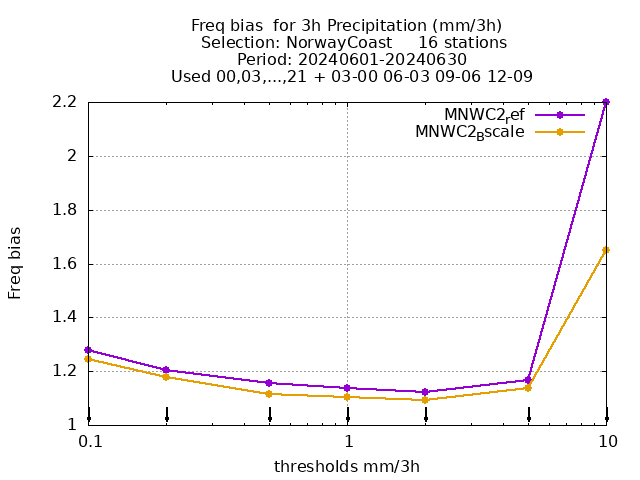 Freq bias  for 3h Precipitation (mm/3h)
Selection: NorwayCoast     16 stations
Period: 20240601-20240630
Used 00,03,...,21 + 03-00 06-03 09-06 12-09
MNWC2ref
MNWC2Bscale
2.2
2
1.8
1.6
1.4
1.2
1
Freq bias
0.1 1 10
thresholds mm/3h